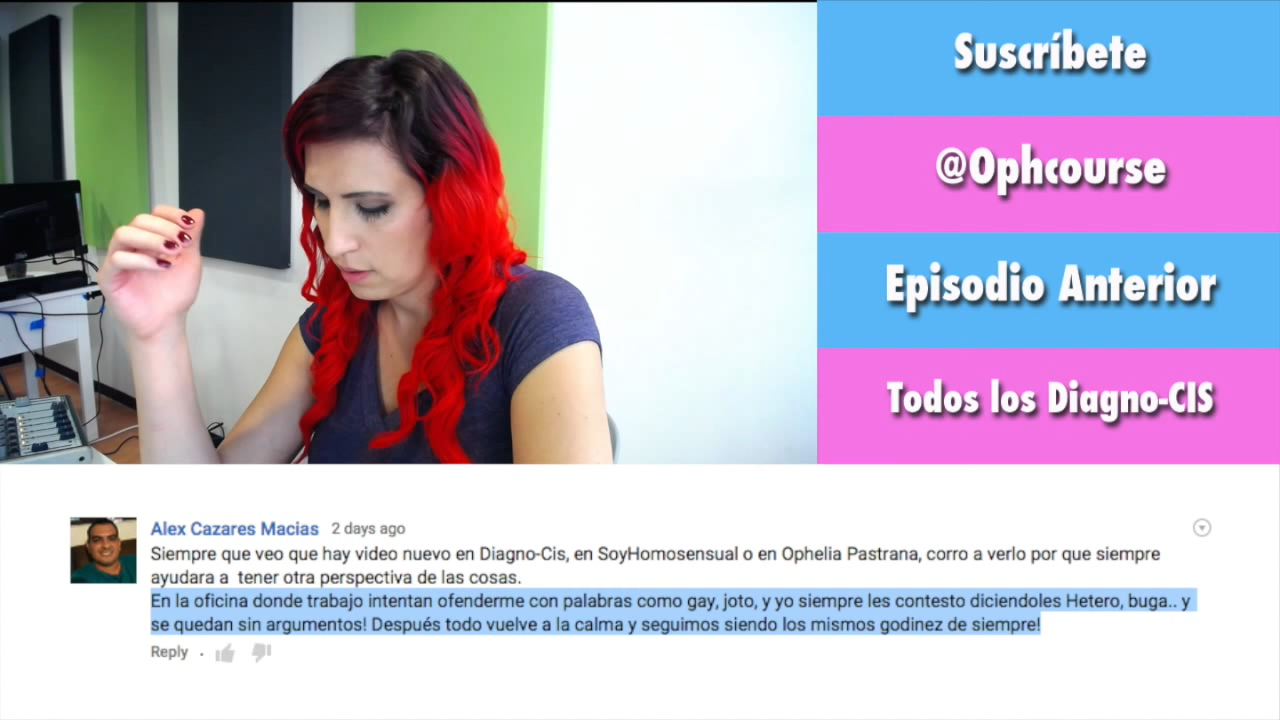 Suscríbete
@Ophcourse
Episodio Anterior
Todos los Diagno-CIS
Alex Cazares Macias 2 days ago
Siempre que veo que hay video nuevo en Diagno-Cis, en SoyHomosensual o en Ophelia Pastrana, corro a verlo por que siempre
ayudara a tener otra perspectiva de las cosas.
En la oficina donde trabajo intentan ofenderme con palabras como gay, joto, y yo siempre les contesto diciendoles Hetero, buga.. y
se quedan sin argumentos! Después todo vuelve a la calma y seguimos siendo los mismos godinez de siempre!
Reply ·